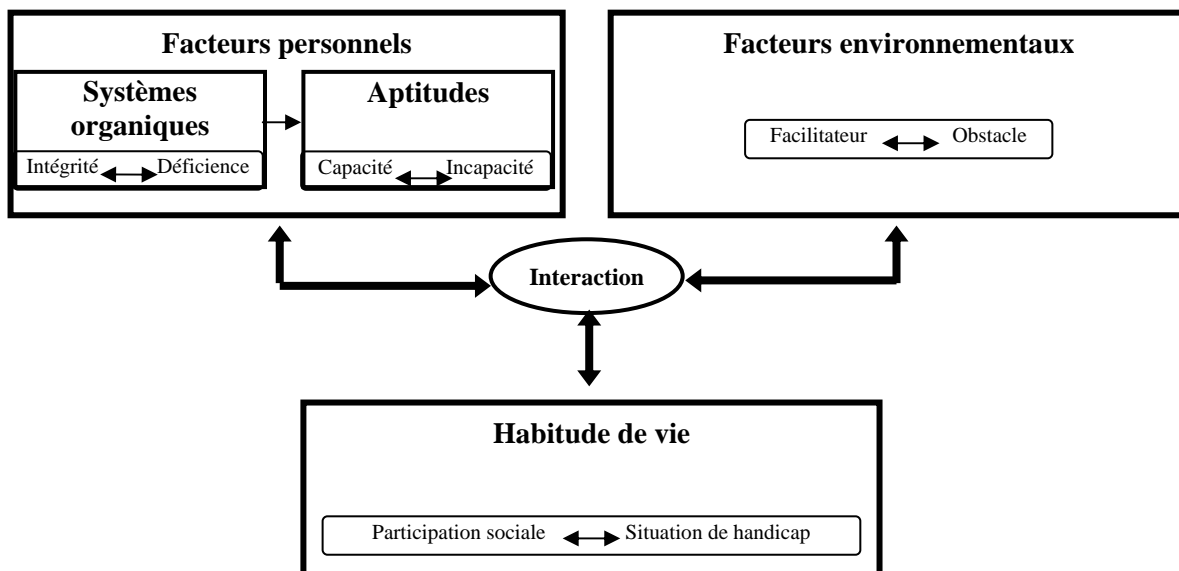 Facteurs personnels
Systèmes
organiques
Intégrité Déficience
Aptitudes
Capacité Incapacité
Facteurs environnementaux
Facilitateur Obstacle
Interaction
Habitude de vie
Participation sociale Situation de handicap